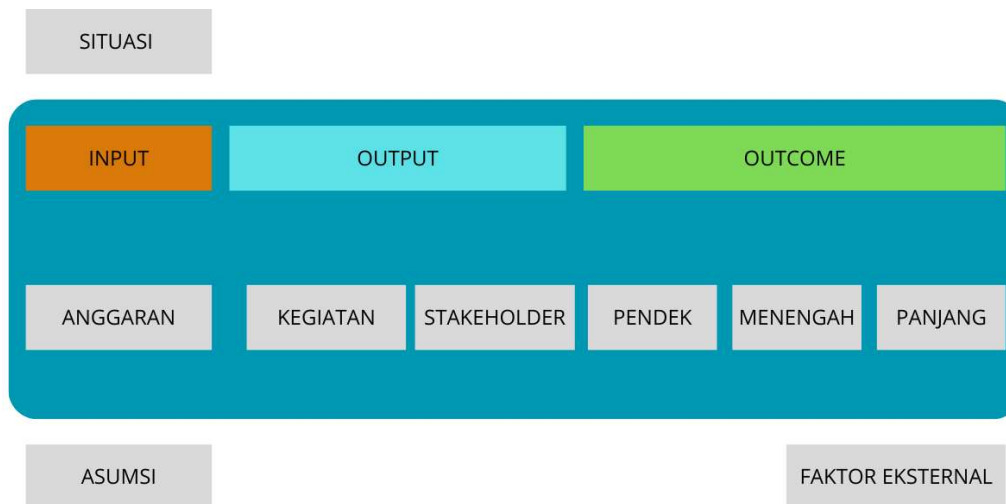 SITUASI
INPUT
OUTPUT
OUTCOME
ANGGARAN
KEGIATAN
STAKEHOLDER
PENDEK
MENENGAH
PANJANG
ASUMSI
FAKTOR EKSTERNAL